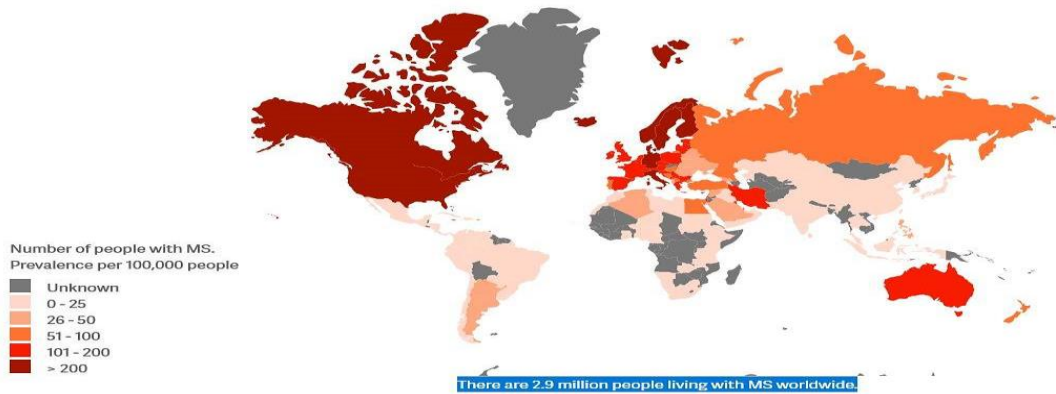 Number of people with MS.
Prevalence per 100,000 people
Unknown
0 - 25
26 - 50
51 - 100
101 - 200
> 200
There are 2.9 million people living with MS worldwide.